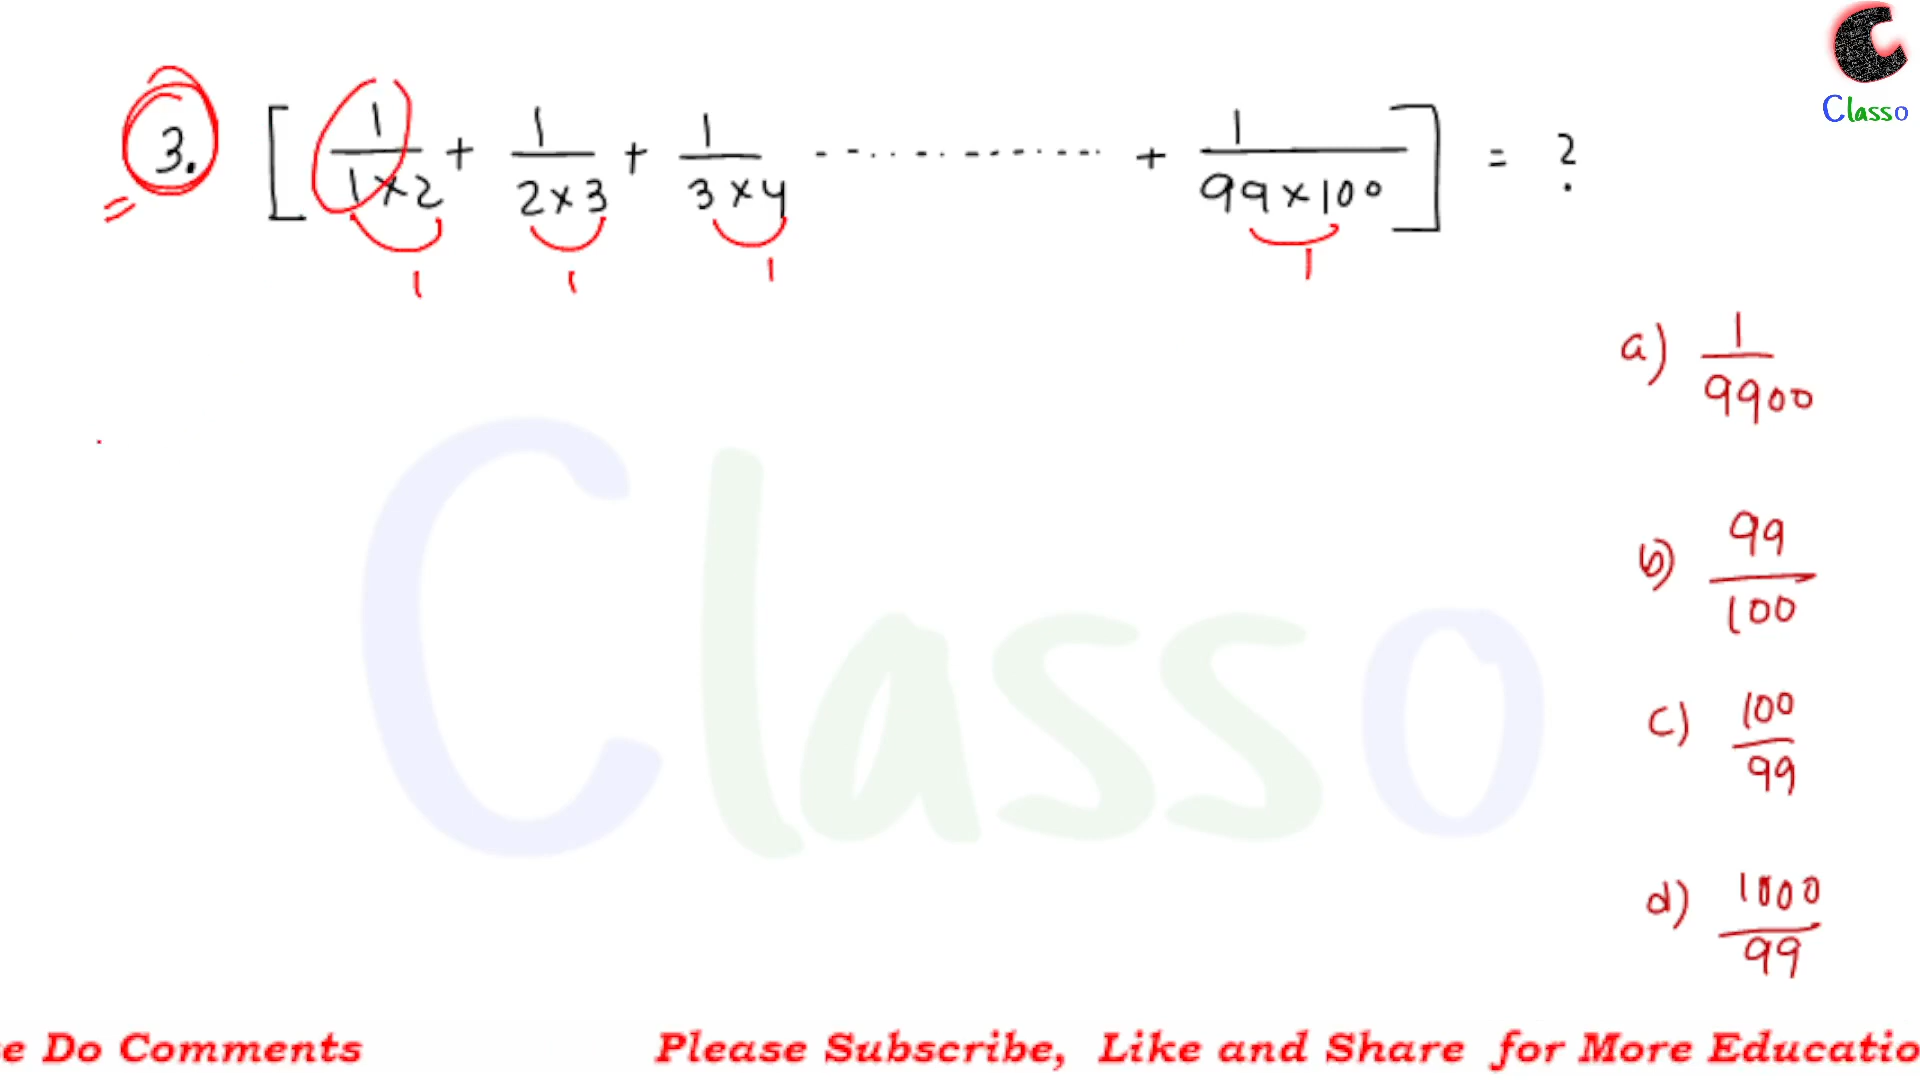 C
Classo
3. [ 1/1×2 + 1/2×3 + 1/3×4 ............... + 1/99×100 ] = ?
1 1 1 1
a) 1/9900
Classo
b) 99/100
c) 100/99
d) 1000/99
e Do Comments Please Subscribe, Like and Share for More Educatio